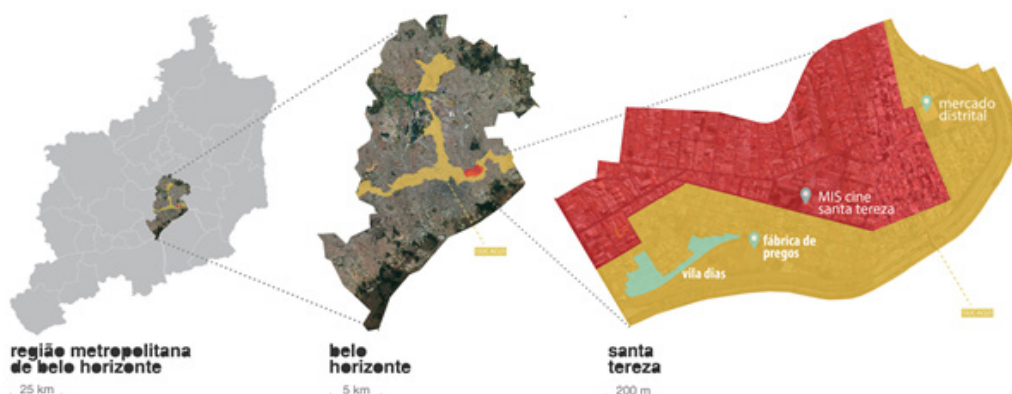 mercado
distrital
MIS cine
santa tereza
fábrica de
pregos
vila dias
região metropolitana
de belo horizonte
25 km
belo
horizonte
5 km
santa
tereza
200 m